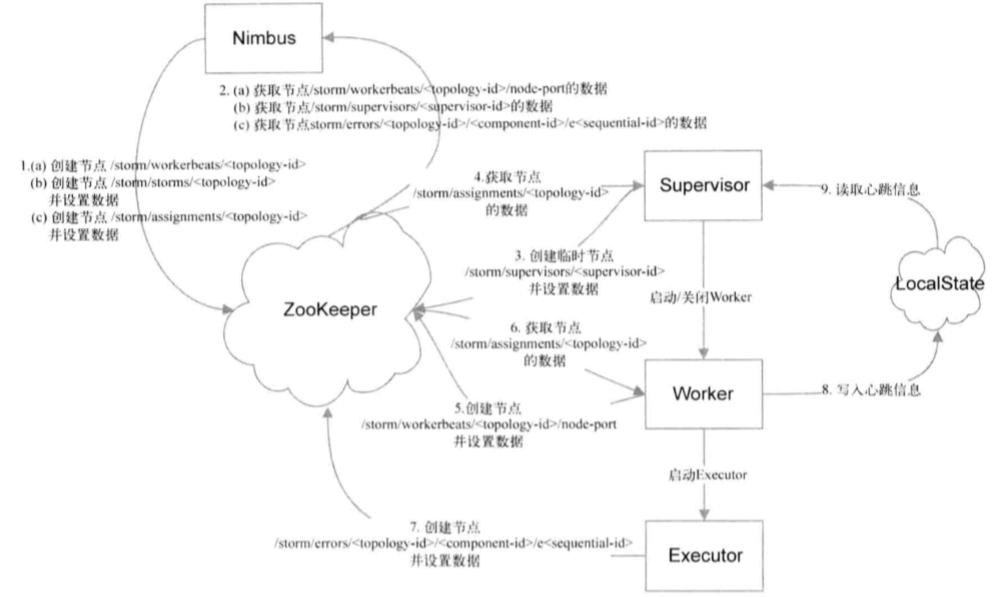 Nimbus
2. (a) 获取节点/storm/workerbeats/<topology-id>/node-port的数据
(b) 获取节点/storm/supervisors/<supervisor-id>的数据
(c) 获取节点storm/errors/<topology-id>/<component-id>/e<sequential-id>的数据
1.(a) 创建节点 /storm/workerbeats/<topology-id>
(b) 创建节点 /storm/storms/<topology-id>
并设置数据
(c) 创建节点 /storm/assignments/<topology-id>
并设置数据
4.获取节点
/storm/assignments/<topology-id>
的数据
Supervisor
9. 读取心跳信息
3. 创建临时节点
/storm/supervisors/<supervisor-id>
并设置数据
LocalState
启动/关闭Worker
ZooKeeper
6. 获取节点
/storm/assignments/<topology-id>
的数据
Worker
8. 写入心跳信息
5.创建节点
/storm/workerbeats/<topology-id>/node-port
并设置数据
启动Executor
7. 创建节点
/storm/errors/<topology-id>/<component-id>/e<sequential-id>
并设置数据
Executor